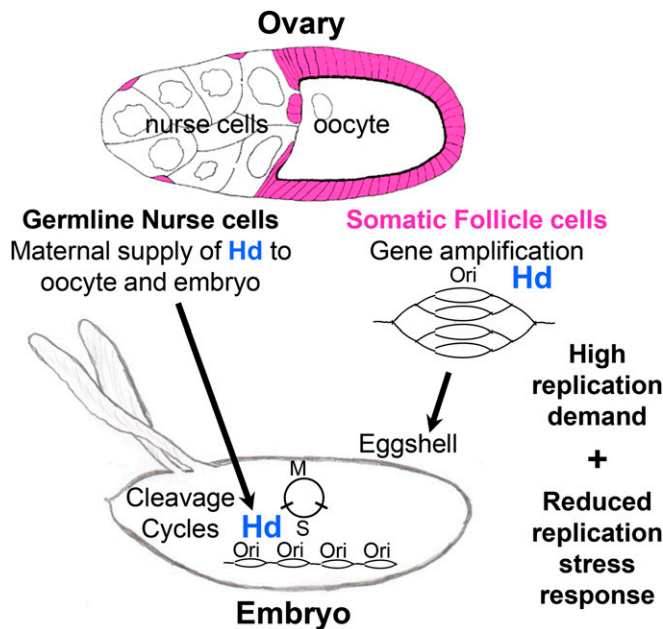 Ovary
nurse cells
oocyte
Germline Nurse cells
Maternal supply of Hd to
oocyte and embryo
Somatic Follicle cells
Gene amplification
Ori
Hd
High
replication
demand
+
Reduced
replication
stress
response
Eggshell
Cleavage
Cycles
M
S
Hd
Ori Ori Ori Ori
Embryo